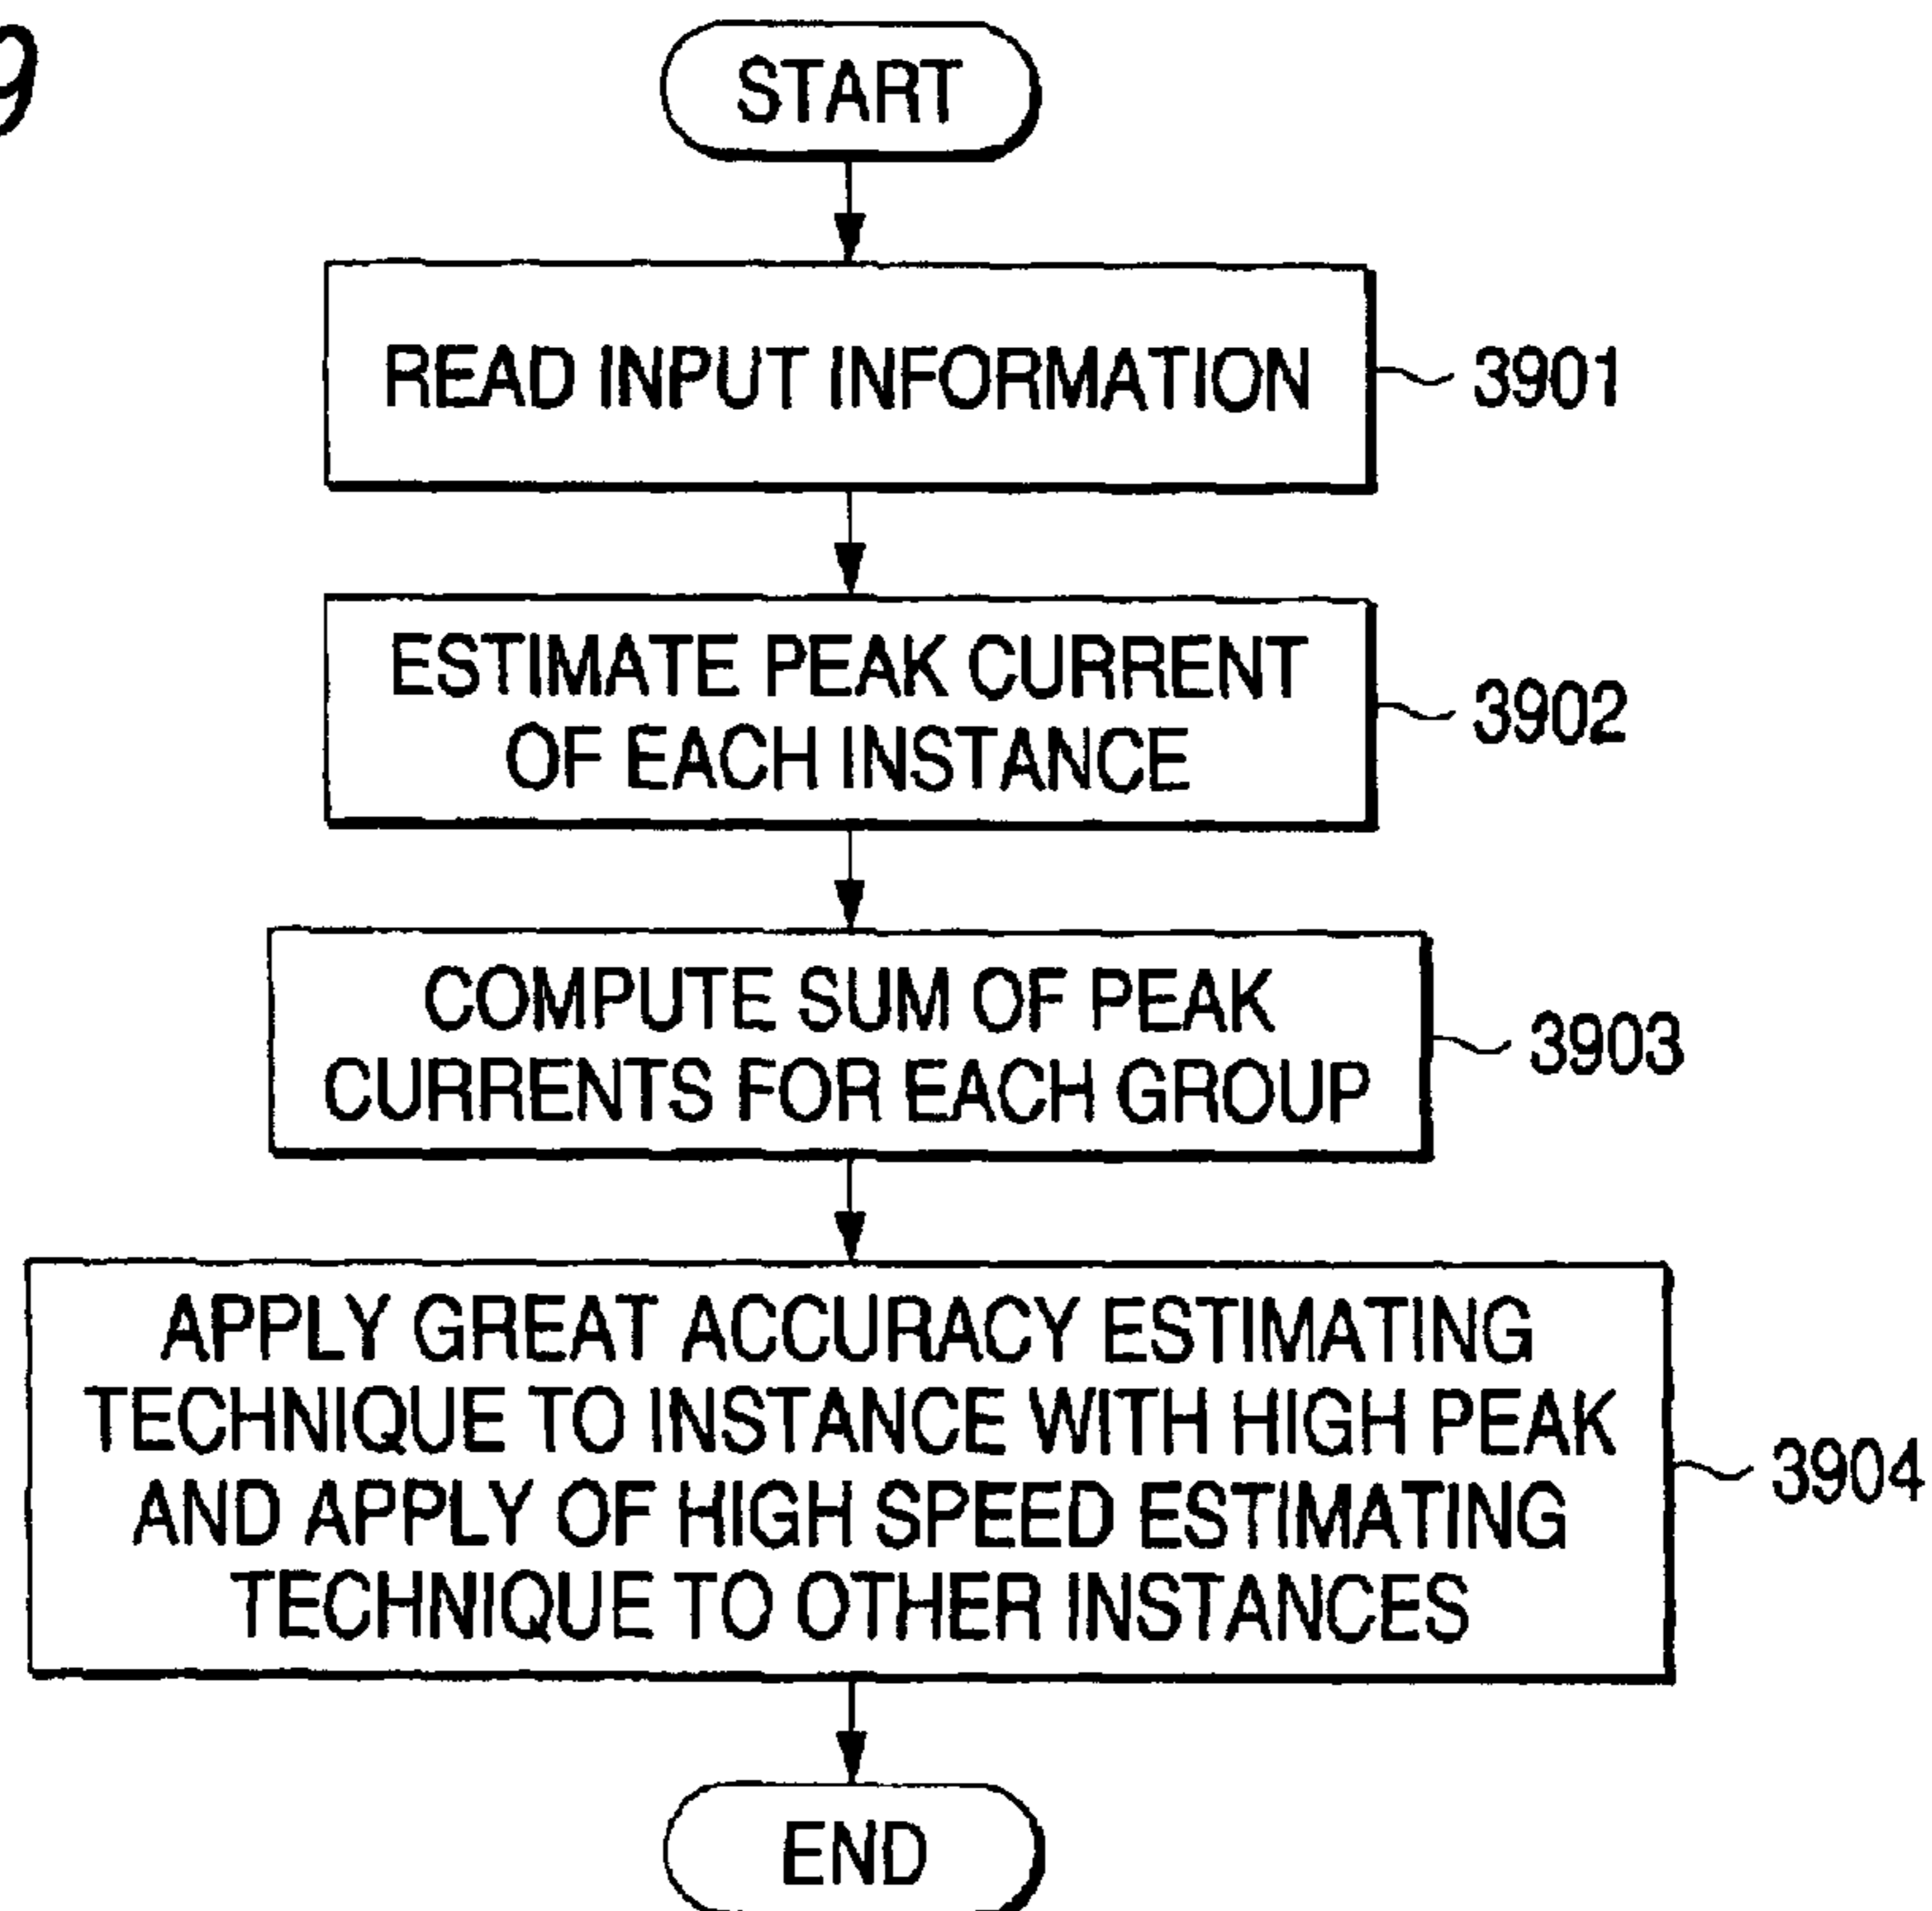 9
START
READ INPUT INFORMATION
3901
ESTIMATE PEAK CURRENT
OF EACH INSTANCE
3902
COMPUTE SUM OF PEAK
CURRENTS FOR EACH GROUP
3903
APPLY GREAT ACCURACY ESTIMATING
TECHNIQUE TO INSTANCE WITH HIGH PEAK
AND APPLY OF HIGH SPEED ESTIMATING
TECHNIQUE TO OTHER INSTANCES
3904
END